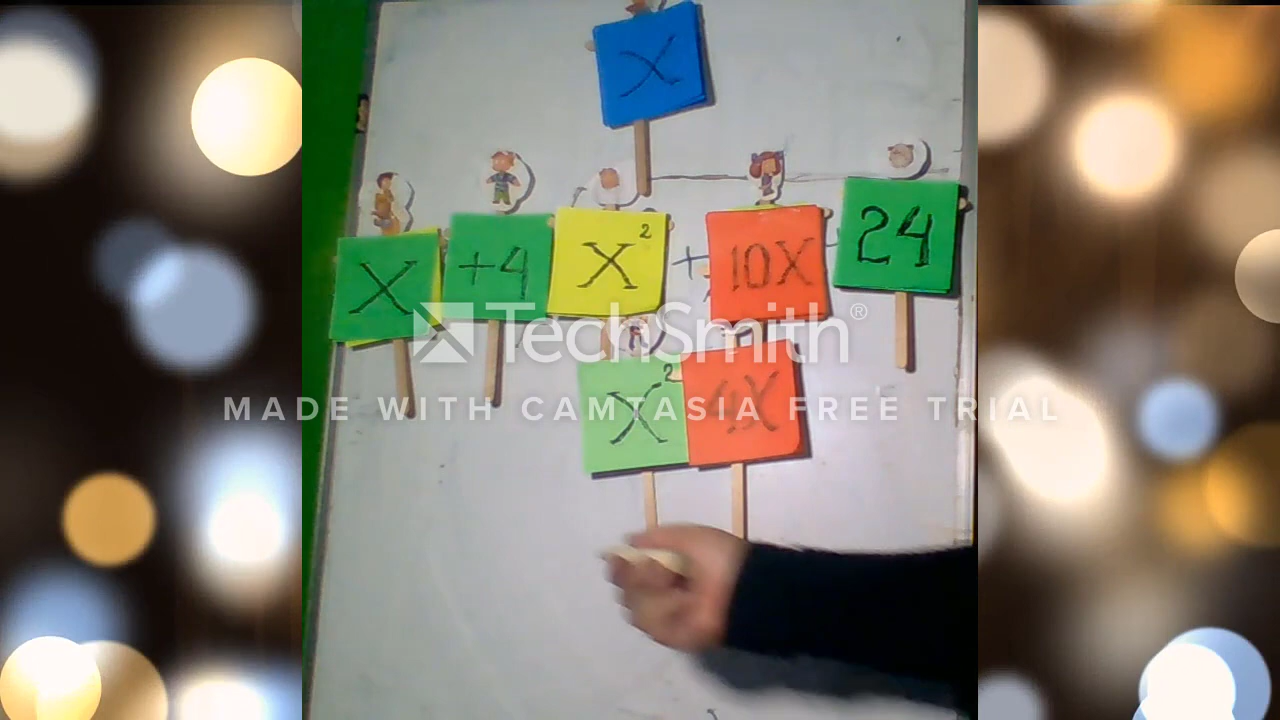 X
X +4 X² + 10X 24
TechSmith®
MADE WITH CAMTASIA FREE TRIAL
X² 4X